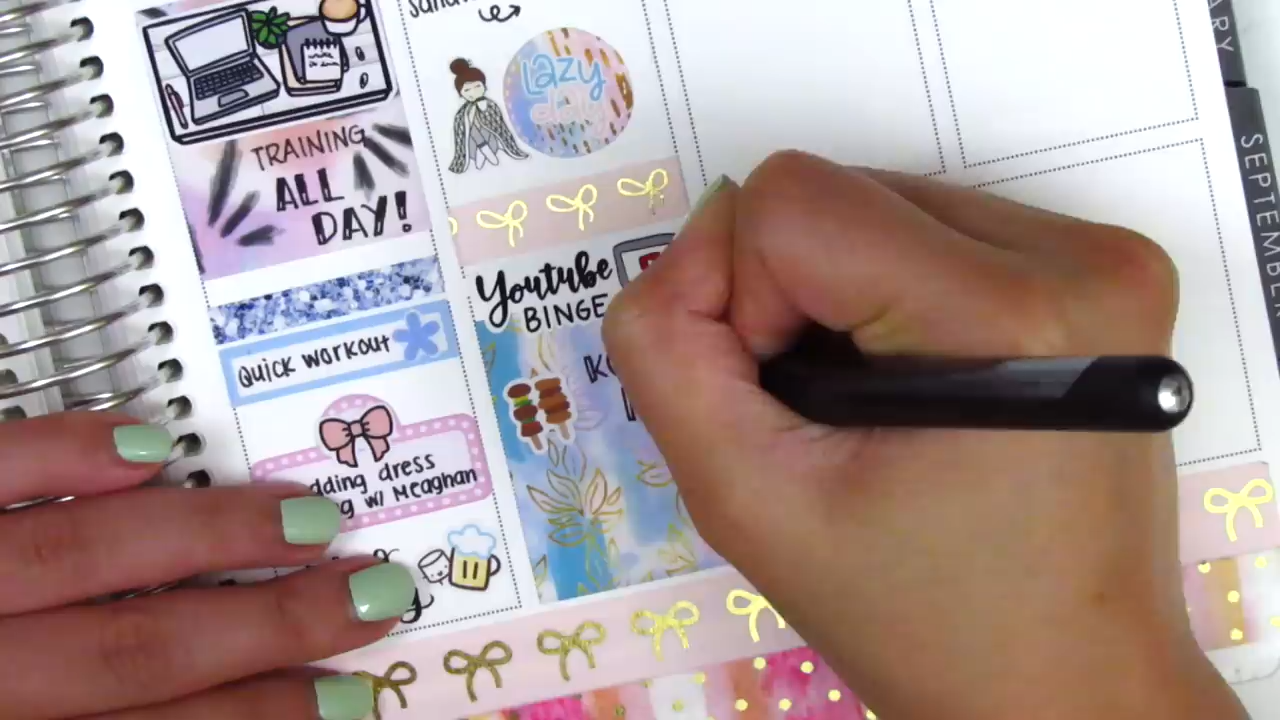 TRAINING
ALL
DAY!
Quick workout
dding dress
g w/ Meaghan
Lazy
day
Youtube
BINGE
SEPTEMBER